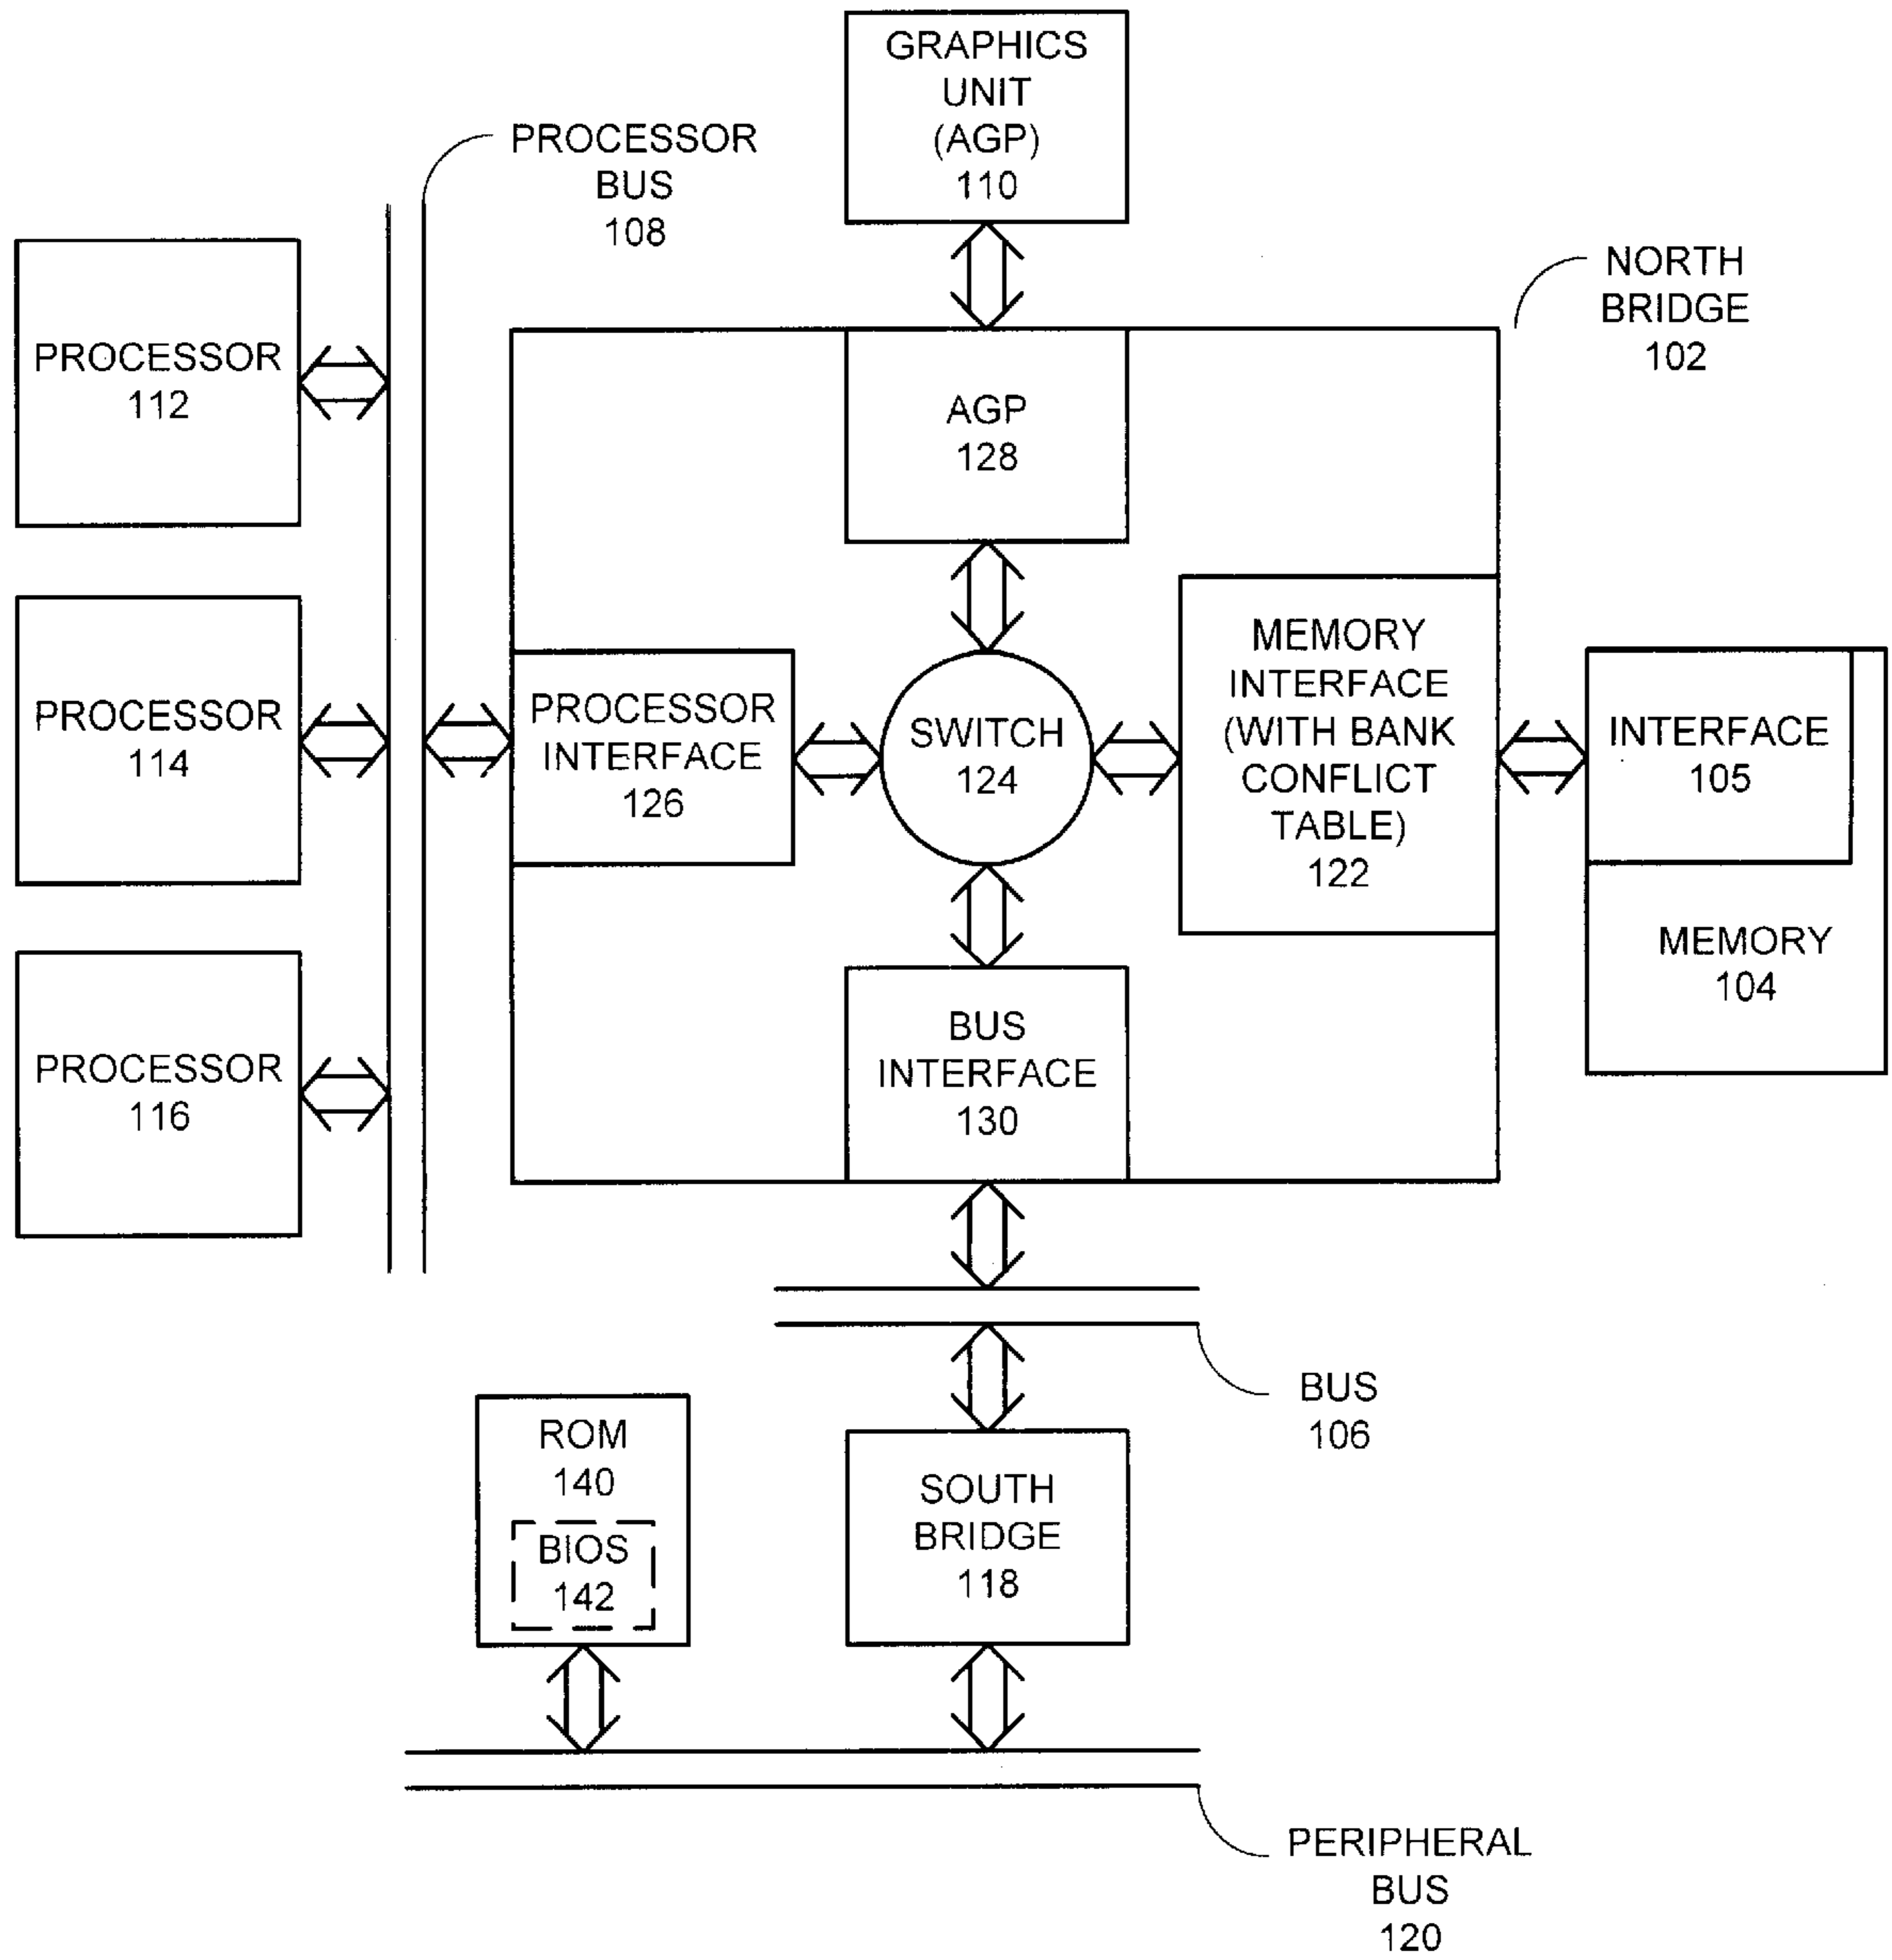 GRAPHICS
UNIT
(AGP)
110
PROCESSOR
BUS
108
NORTH
BRIDGE
102
PROCESSOR
112
AGP
128
PROCESSOR
114
PROCESSOR
INTERFACE
126
SWITCH
124
MEMORY
INTERFACE
(WITH BANK
CONFLICT
TABLE)
122
INTERFACE
105
MEMORY
104
PROCESSOR
116
BUS
INTERFACE
130
BUS
106
ROM
140
BIOS
142
SOUTH
BRIDGE
118
PERIPHERAL
BUS
120